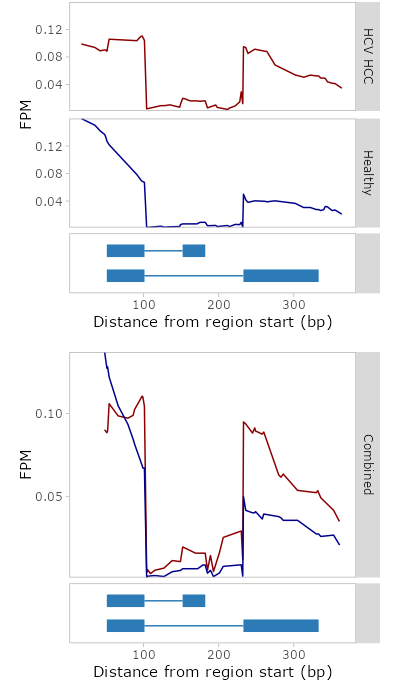 0.12
0.08
0.04
HCV HCC
FPM
0.12
0.08
0.04
Healthy
100 200 300
Distance from region start (bp)
0.10
0.05
FPM
Combined
100 200 300
Distance from region start (bp)